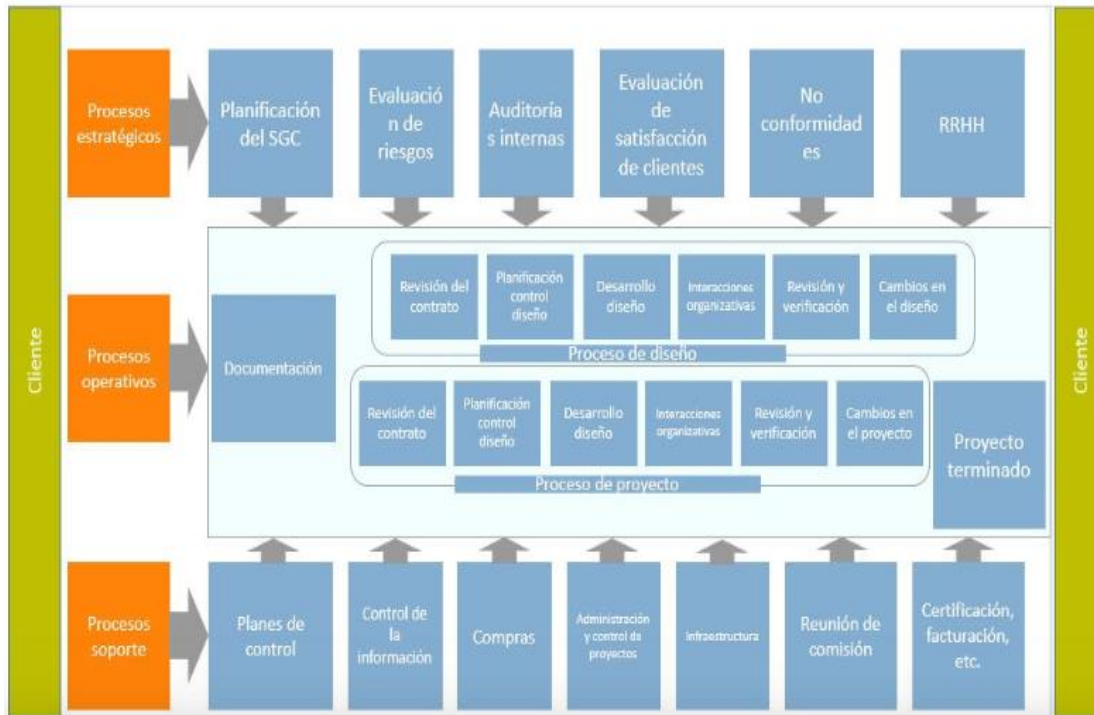 Cliente
Procesos
estratégicos
Planificación
del SGC
Evaluació
n de
riesgos
Auditoría
s internas
Evaluación
de
satisfacción
de clientes
No
conformidad
es
RRHH
Procesos
operativos
Documentación
Revisión del
contrato
Planificación
control
diseño
Desarrollo
diseño
Interacciones
organizativas
Revisión y
verificación
Cambios en
el diseño
Proceso de diseño
Revisión del
contrato
Planificación
control
diseño
Desarrollo
diseño
Interacciones
organizativas
Revisión y
verificación
Cambios en
el proyecto
Proceso de proyecto
Proyecto
terminado
Procesos
soporte
Planes de
control
Control de
la
información
Compras
Administración
y control de
proyectos
Infraestructura
Reunión de
comisión
Certificación,
facturación,
etc.
Cliente